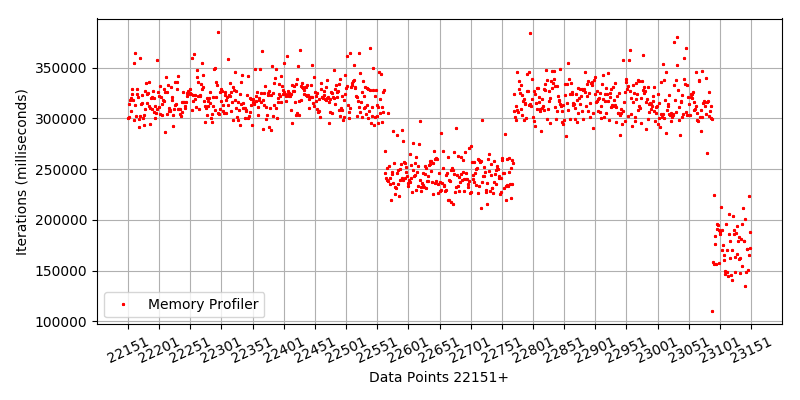 350000
300000
250000
200000
150000
100000
Iterations (milliseconds)
Memory Profiler
22151 22201 22251 22301 22351 22401 22451 22501 22551 22601 22651 22701 22751 22801 22851 22901 22951 23001 23051 23101 23151
Data Points 22151+